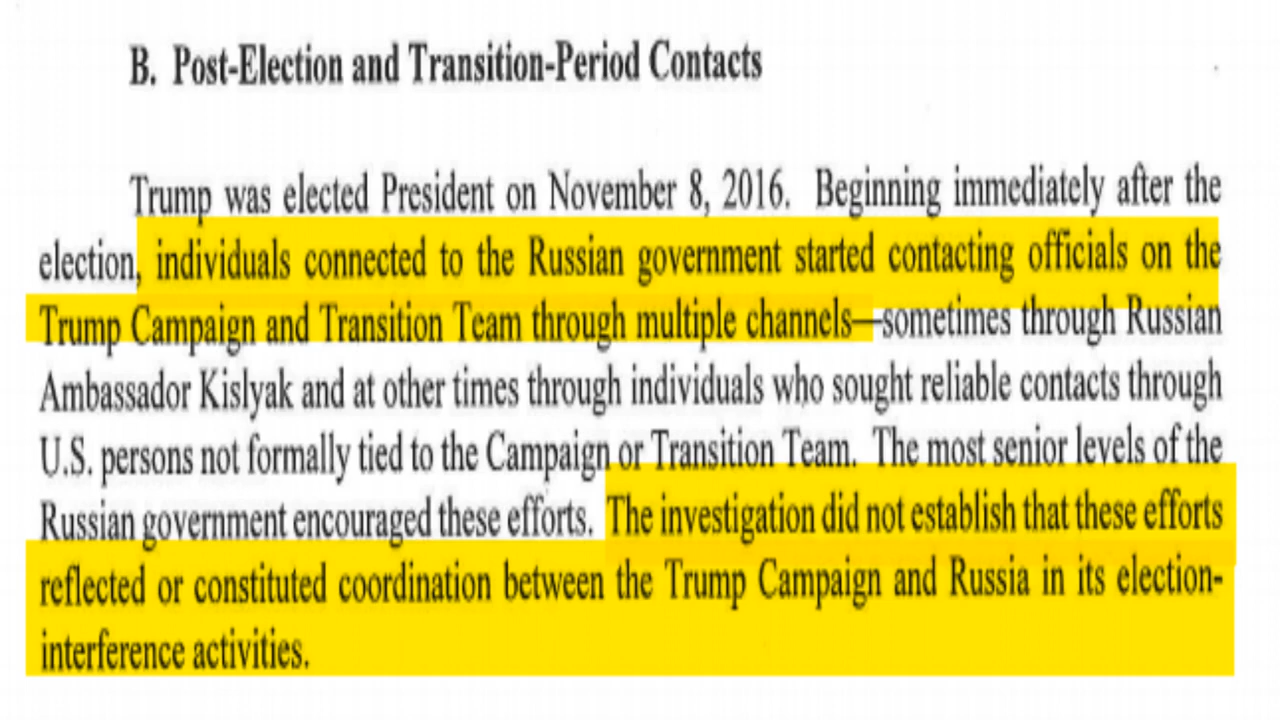 B. Post-Election and Transition-Period Contacts
Trump was elected President on November 8, 2016. Beginning immediately after the
election, individuals connected to the Russian government started contacting officials on the
Trump Campaign and Transition Team through multiple channels—sometimes through Russian
Ambassador Kislyak and at other times through individuals who sought reliable contacts through
U.S. persons not formally tied to the Campaign or Transition Team. The most senior levels of the
Russian government encouraged these efforts. The investigation did not establish that these efforts
reflected or constituted coordination between the Trump Campaign and Russia in its election-
interference activities.